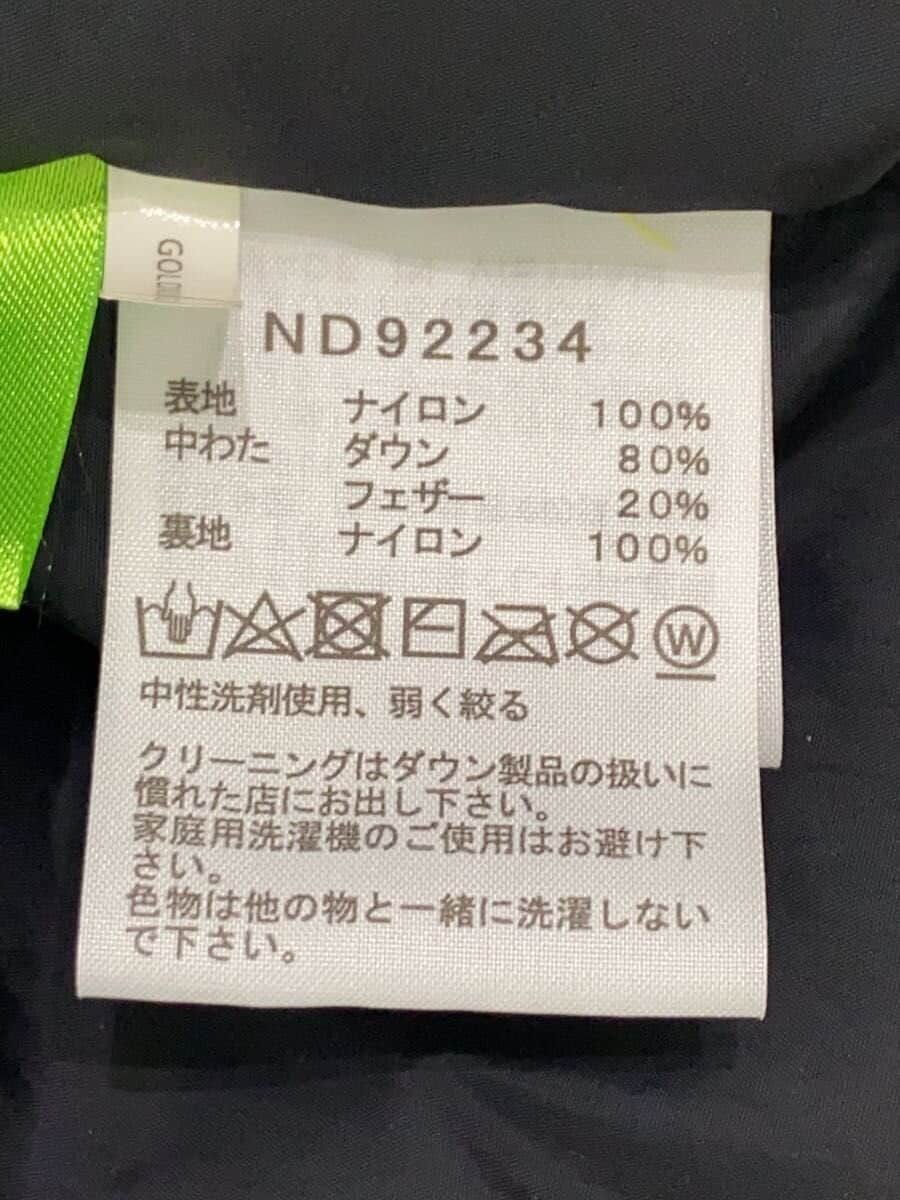 GOLD
ND92234
表地 ナイロン 100%
中わた ダウン 80%
フェザー 20%
裏地 ナイロン 100%
W
中性洗剤使用、弱く絞る
クリーニングはダウン製品の扱いに
慣れた店にお出し下さい。
家庭用洗濯機のご使用はお避け下
さい。
色物は他の物と一緒に洗濯しない
で下さい。